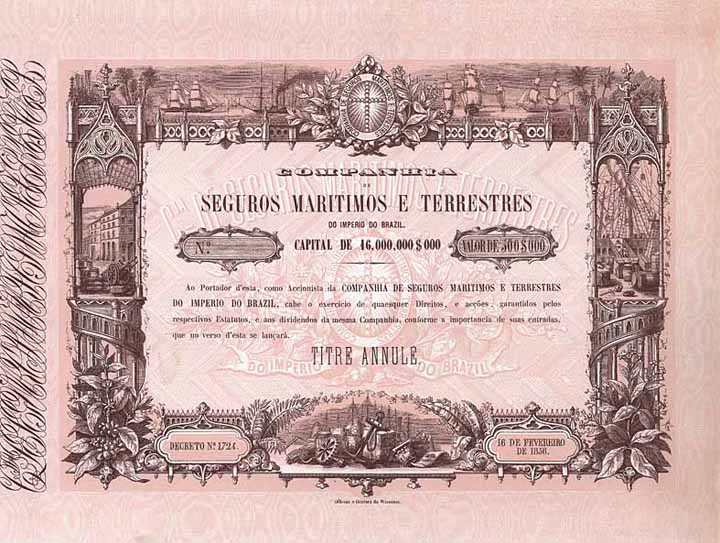 COMPANHIA
DE
SEGUROS MARITIMOS E TERRESTRES
DO IMPERIO DO BRAZIL.
N.º
CAPITAL DE 16,000,000$000
VALOR DE 500$000
Ao Portador d'esta, como Accionista da COMPANHIA DE SEGUROS MARITIMOS E TERRESTRES
DO IMPERIO DO BRAZIL, cabe o exercicio de quaesquer Direitos, e acções, garantidos pelos
respectivos Estatutos, e aos dividendos da mesma Companhia, conforme a importancia de suas entradas,
que no verso d'esta se lançará.
TITRE ANNULE
DO IMPERIO DO BRAZIL
DECRETO Nº 1724.
16 DE FEVEREIRO
DE 1856.